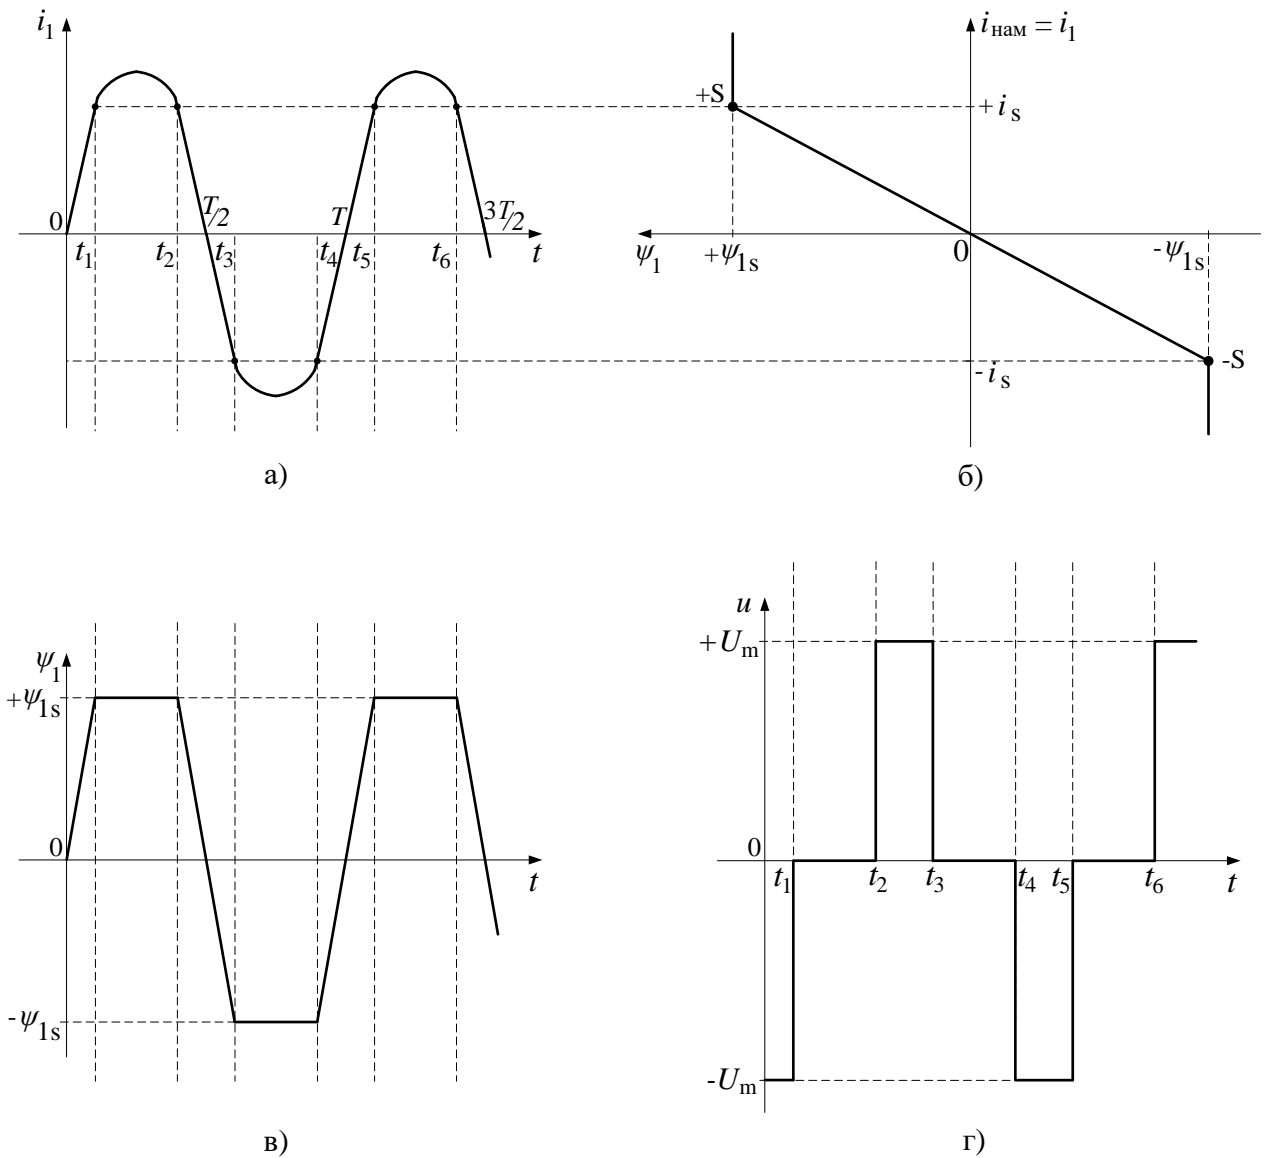 i1
0
t1
t2
T/2
t3
t4
T
t5
t6
3T/2
t
а)
iнам = i1
+S
+is
ψ1
+ψ1s
0
-ψ1s
-is
-S
б)
ψ1
+ψ1s
0
t
-ψ1s
в)
u
+Um
0
t1
t2
t3
t4
t5
t6
t
-Um
г)